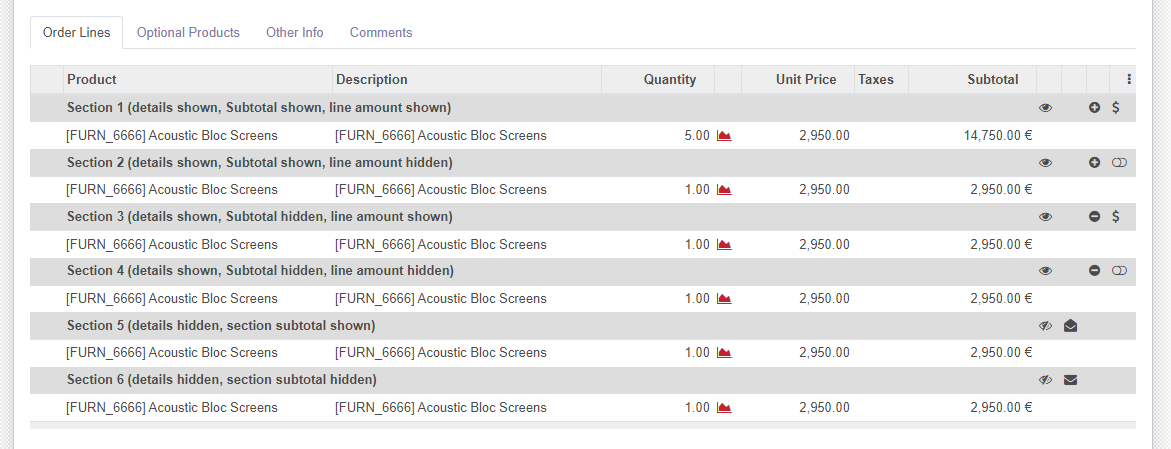 Order Lines Optional Products Other Info Comments
Product Description Quantity Unit Price Taxes Subtotal
Section 1 (details shown, Subtotal shown, line amount shown) $
[FURN_6666] Acoustic Bloc Screens [FURN_6666] Acoustic Bloc Screens 5.00 2,950.00 14,750.00 €
Section 2 (details shown, Subtotal shown, line amount hidden)
[FURN_6666] Acoustic Bloc Screens [FURN_6666] Acoustic Bloc Screens 1.00 2,950.00 2,950.00 €
Section 3 (details shown, Subtotal hidden, line amount shown) $
[FURN_6666] Acoustic Bloc Screens [FURN_6666] Acoustic Bloc Screens 1.00 2,950.00 2,950.00 €
Section 4 (details shown, Subtotal hidden, line amount hidden)
[FURN_6666] Acoustic Bloc Screens [FURN_6666] Acoustic Bloc Screens 1.00 2,950.00 2,950.00 €
Section 5 (details hidden, section subtotal shown)
[FURN_6666] Acoustic Bloc Screens [FURN_6666] Acoustic Bloc Screens 1.00 2,950.00 2,950.00 €
Section 6 (details hidden, section subtotal hidden)
[FURN_6666] Acoustic Bloc Screens [FURN_6666] Acoustic Bloc Screens 1.00 2,950.00 2,950.00 €